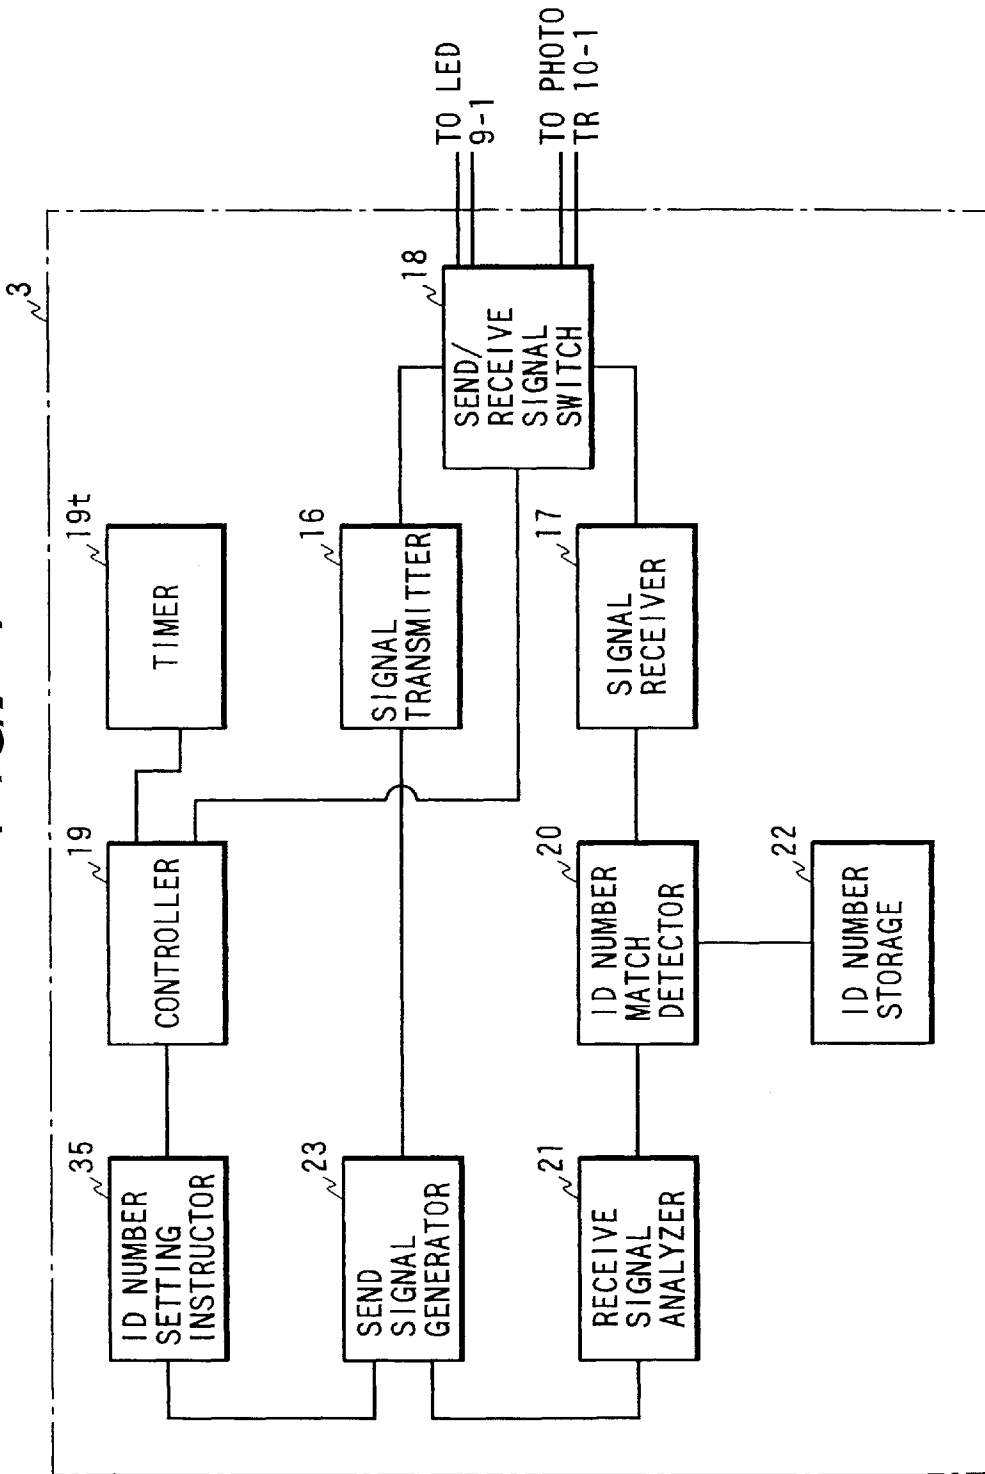 3
ID NUMBER
SETTING
INSTRUCTOR
35
CONTROLLER
19
TIMER
19t
SEND
SIGNAL
GENERATOR
23
SIGNAL
TRANSMITTER
16
SEND/
RECEIVE
SIGNAL
SWITCH
18
TO LED
9-1
TO PHOTO
TR 10-1
RECEIVE
SIGNAL
ANALYZER
21
ID NUMBER
MATCH
DETECTOR
20
SIGNAL
RECEIVER
17
ID NUMBER
STORAGE
22